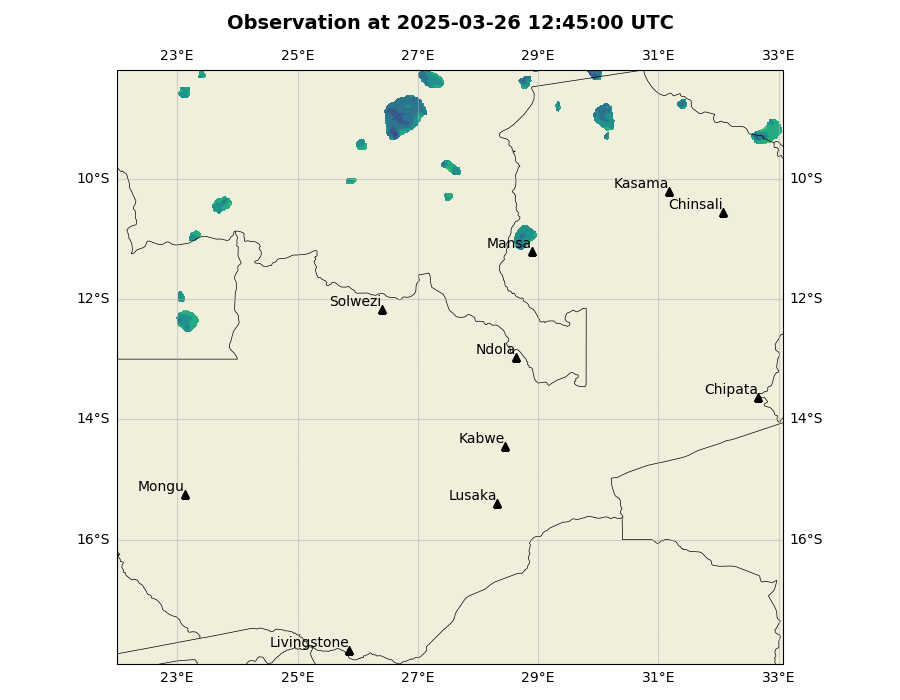 Observation at 2025-03-26 12:45:00 UTC
23°E 25°E 27°E 29°E 31°E 33°E
10°S 10°S
Kasama
Chinsali
Mansa
12°S 12°S
Solwezi
Ndola
Chipata
14°S 14°S
Kabwe
Mongu
Lusaka
16°S 16°S
Livingstone
23°E 25°E 27°E 29°E 31°E 33°E